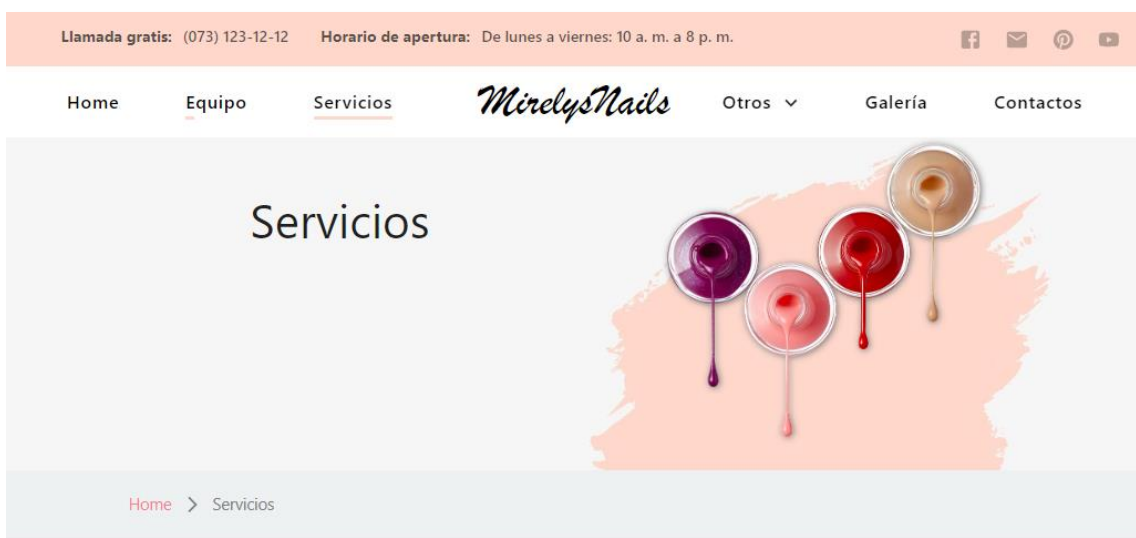 Llamada gratis: (073) 123-12-12 Horario de apertura: De lunes a viernes: 10 a. m. a 8 p. m.
Home Equipo Servicios MirelysNails Otros Galería Contactos
Servicios
Home > Servicios